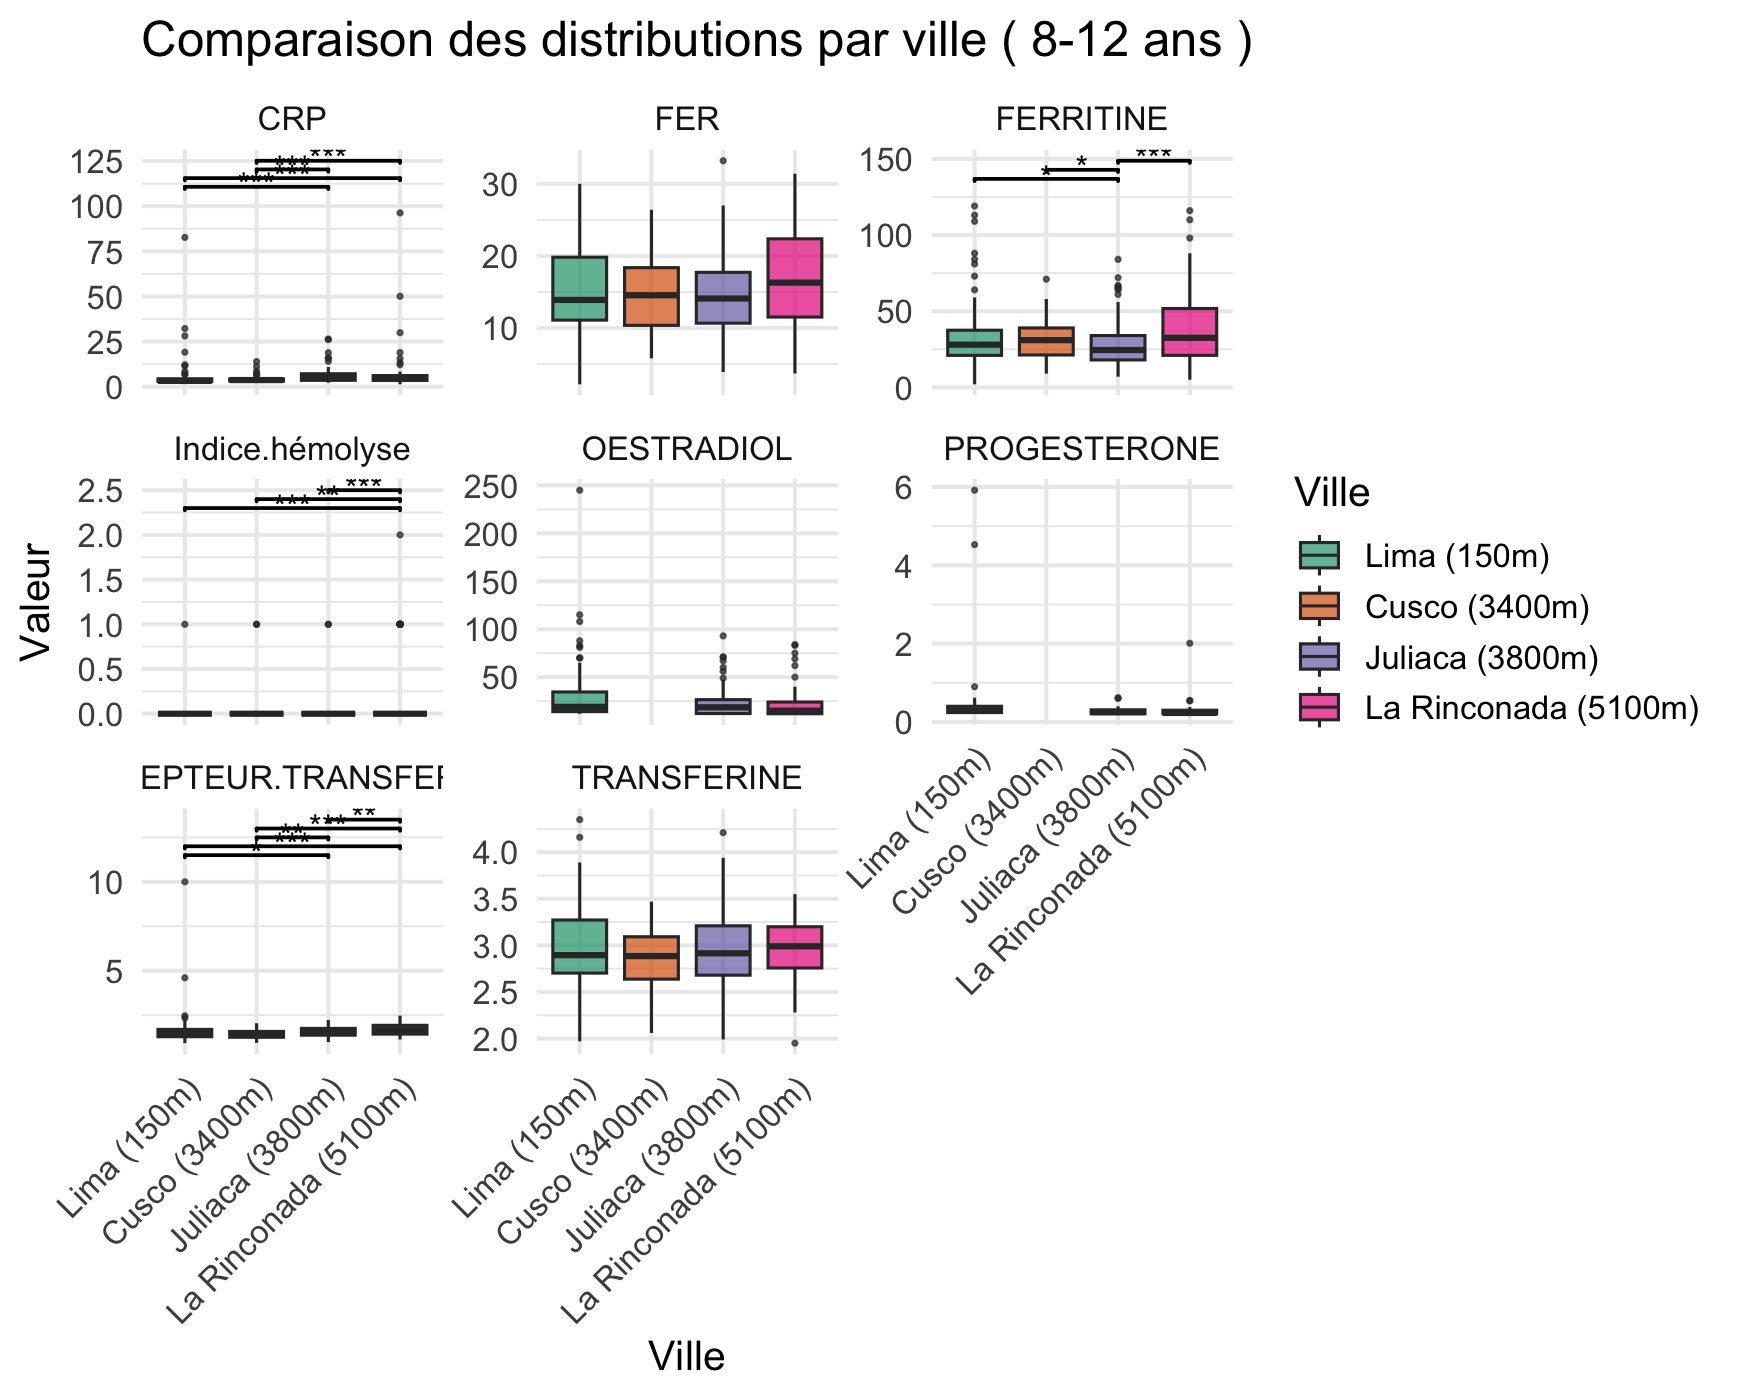 Comparaison des distributions par ville ( 8-12 ans )
CRP
FER
FERRITINE
125
100
75
50
25
0
***
***
***
***
30
20
10
150
100
50
0
*
*
***
Indice.hémolyse
OESTRADIOL
PROGESTERONE
2.5
2.0
1.5
1.0
0.5
0.0
***
**
***
250
200
150
100
50
6
4
2
0
EPTEUR.TRANSFER
TRANSFERINE
10
5
*
***
**
***
**
4.0
3.5
3.0
2.5
2.0
Lima (150m)
Cusco (3400m)
Juliaca (3800m)
La Rinconada (5100m)
Lima (150m)
Cusco (3400m)
Juliaca (3800m)
La Rinconada (5100m)
Lima (150m)
Cusco (3400m)
Juliaca (3800m)
La Rinconada (5100m)
Valeur
Ville
Ville
Lima (150m)
Cusco (3400m)
Juliaca (3800m)
La Rinconada (5100m)